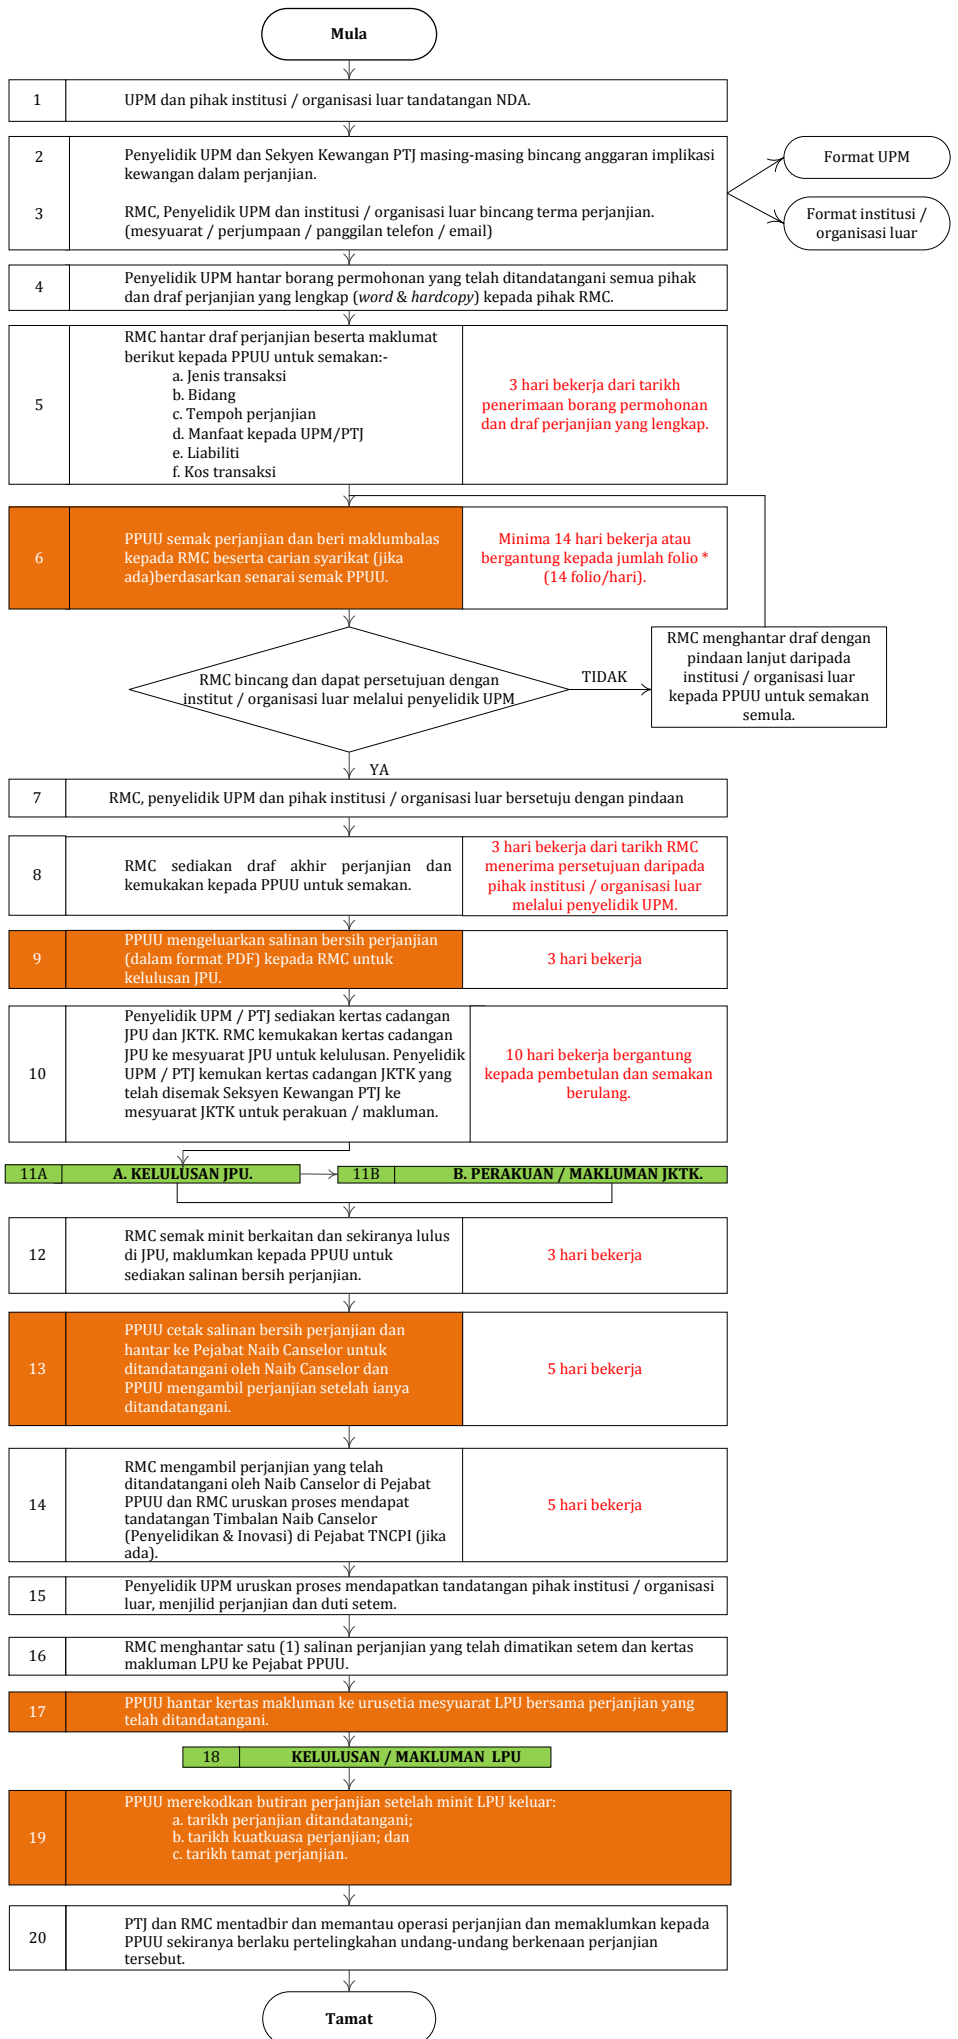 Mula
1
UPM dan pihak institusi / organisasi luar tandatangan NDA.
2
Penyelidik UPM dan Sekyen Kewangan PTJ masing-masing bincang anggaran implikasi
kewangan dalam perjanjian.
3
RMC, Penyelidik UPM dan institusi / organisasi luar bincang terma perjanjian.
(mesyuarat / perjumpaan / panggilan telefon / email)
Format UPM
Format institusi /
organisasi luar
4
Penyelidik UPM hantar borang permohonan yang telah ditandatangani semua pihak
dan draf perjanjian yang lengkap (word & hardcopy) kepada pihak RMC.
5
RMC hantar draf perjanjian beserta maklumat
berikut kepada PPUU untuk semakan:-
a. Jenis transaksi
b. Bidang
c. Tempoh perjanjian
d. Manfaat kepada UPM/PTJ
e. Liabiliti
f. Kos transaksi
3 hari bekerja dari tarikh
penerimaan borang permohonan
dan draf perjanjian yang lengkap.
6
PPUU semak perjanjian dan beri maklumbalas
kepada RMC beserta carian syarikat (jika
ada)berdasarkan senarai semak PPUU.
Minima 14 hari bekerja atau
bergantung kepada jumlah folio *
(14 folio/hari).
RMC bincang dan dapat persetujuan dengan
institut / organisasi luar melalui penyelidik UPM
TIDAK
RMC menghantar draf dengan
pindaan lanjut daripada
institusi / organisasi luar
kepada PPUU untuk semakan
semula.
YA
7
RMC, penyelidik UPM dan pihak institusi / organisasi luar bersetuju dengan pindaan
8
RMC sediakan draf akhir perjanjian dan
kemukakan kepada PPUU untuk semakan.
3 hari bekerja dari tarikh RMC
menerima persetujuan daripada
pihak institusi / organisasi luar
melalui penyelidik UPM.
9
PPUU mengeluarkan salinan bersih perjanjian
(dalam format PDF) kepada RMC untuk
kelulusan JPU.
3 hari bekerja
10
Penyelidik UPM / PTJ sediakan kertas cadangan
JPU dan JKTK. RMC kemukakan kertas cadangan
JPU ke mesyuarat JPU untuk kelulusan. Penyelidik
UPM / PTJ kemukan kertas cadangan JKTK yang
telah disemak Seksyen Kewangan PTJ ke
mesyuarat JKTK untuk perakuan / makluman.
10 hari bekerja bergantung
kepada pembetulan dan semakan
berulang.
11A
A. KELULUSAN JPU.
11B
B. PERAKUAN / MAKLUMAN JKTK.
12
RMC semak minit berkaitan dan sekiranya lulus
di JPU, maklumkan kepada PPUU untuk
sediakan salinan bersih perjanjian.
3 hari bekerja
13
PPUU cetak salinan bersih perjanjian dan
hantar ke Pejabat Naib Canselor untuk
ditandatangani oleh Naib Canselor dan
PPUU mengambil perjanjian setelah ianya
ditandatangani.
5 hari bekerja
14
RMC mengambil perjanjian yang telah
ditandatangani oleh Naib Canselor di Pejabat
PPUU dan RMC uruskan proses mendapat
tandatangan Timbalan Naib Canselor
(Penyelidikan & Inovasi) di Pejabat TNCPI (jika
ada).
5 hari bekerja
15
Penyelidik UPM uruskan proses mendapatkan tandatangan pihak institusi / organisasi
luar, menjilid perjanjian dan duti setem.
16
RMC menghantar satu (1) salinan perjanjian yang telah dimatikan setem dan kertas
makluman LPU ke Pejabat PPUU.
17
PPUU hantar kertas makluman ke urusetia mesyuarat LPU bersama perjanjian yang
telah ditandatangani.
18
KELULUSAN / MAKLUMAN LPU
19
PPUU merekodkan butiran perjanjian setelah minit LPU keluar:
a. tarikh perjanjian ditandatangani;
b. tarikh kuatkuasa perjanjian; dan
c. tarikh tamat perjanjian.
20
PTJ dan RMC mentadbir dan memantau operasi perjanjian dan memaklumkan kepada
PPUU sekiranya berlaku pertelingkahan undang-undang berkenaan perjanjian
tersebut.
Tamat